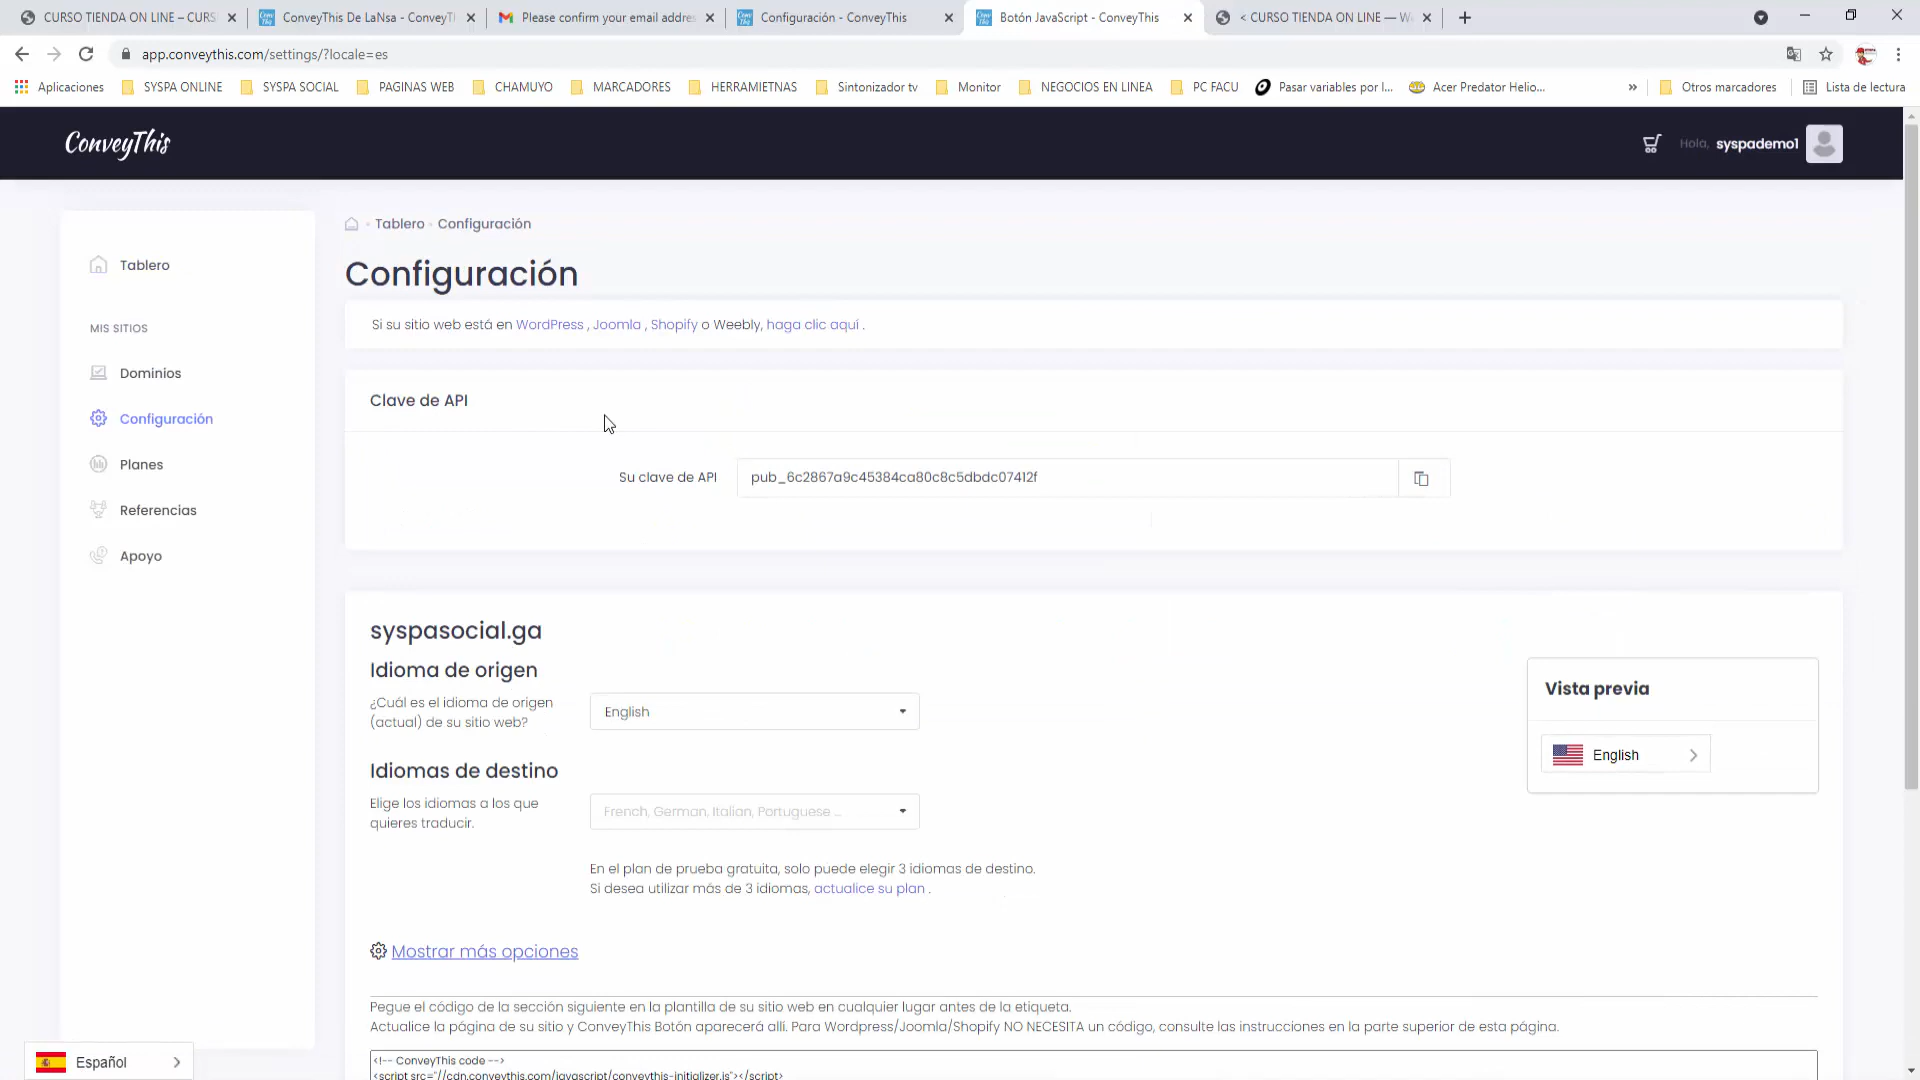 CURSO TIENDA ON LINE – CURS
ConveyThis De LaNsa - ConveyT
Please confirm your email addres
Configuración - ConveyThis
Botón JavaScript - ConveyThis
< CURSO TIENDA ON LINE — W
app.conveythis.com/settings/?locale=es
Aplicaciones
SYSPA ONLINE
SYSPA SOCIAL
PAGINAS WEB
CHAMUYO
MARCADORES
HERRAMIETNAS
Sintonizador tv
Monitor
NEGOCIOS EN LINEA
PC FACU
Pasar variables por l...
Acer Predator Helio...
»
Otros marcadores
Lista de lectura
ConveyThis
Hola, syspademo1
Tablero
MIS SITIOS
Dominios
Configuración
Planes
Referencias
Apoyo
Tablero - Configuración
Configuración
Si su sitio web está en WordPress , Joomla , Shopify o Weebly, haga clic aquí .
Clave de API
Su clave de API
pub_6c2867a9c45384ca80c8c5dbdc07412f
syspasocial.ga
Idioma de origen
¿Cuál es el idioma de origen
(actual) de su sitio web?
English
Idiomas de destino
Elige los idiomas a los que
quieres traducir.
French, German, Italian, Portuguese ...
En el plan de prueba gratuita, solo puede elegir 3 idiomas de destino.
Si desea utilizar más de 3 idiomas, actualice su plan .
Vista previa
English
Mostrar más opciones
Pegue el código de la sección siguiente en la plantilla de su sitio web en cualquier lugar antes de la etiqueta.
Actualice la página de su sitio y ConveyThis Botón aparecerá allí. Para Wordpress/Joomla/Shopify NO NECESITA un código, consulte las instrucciones en la parte superior de esta página.
<!-- ConveyThis code -->
<script src="//cdn.conveythis.com/javascript/conveythis-initializer.js"></script>
Español